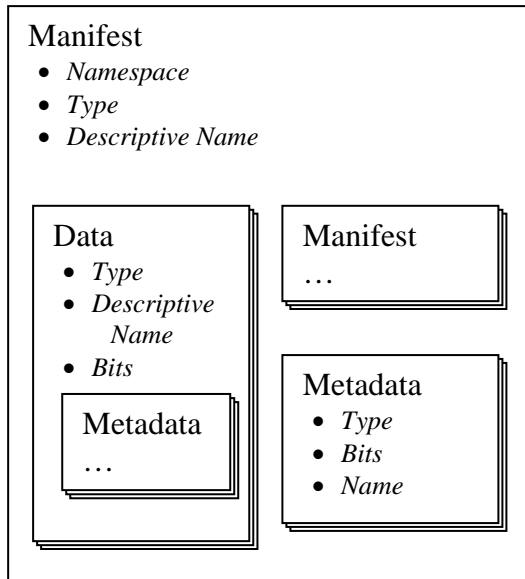 Manifest
• Namespace
• Type
• Descriptive Name
Data
• Type
• Descriptive
Name
• Bits
Metadata
…
Manifest
…
Metadata
• Type
• Bits
• Name